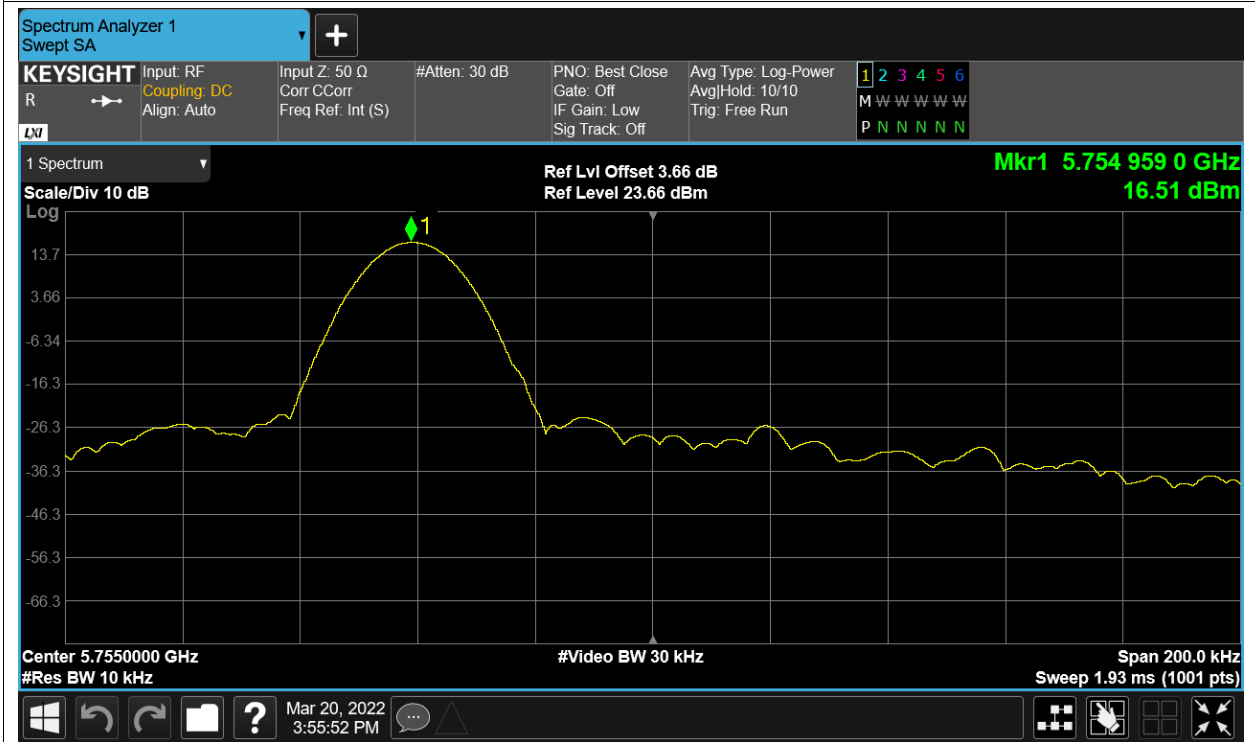 Spectrum Analyzer 1
Swept SA
KEYSIGHT
R
LXI
Input: RF
Coupling: DC
Align: Auto
Input Z: 50 Ω
Corr CCorr
Freq Ref: Int (S)
#Atten: 30 dB
PNO: Best Close
Gate: Off
IF Gain: Low
Sig Track: Off
Avg Type: Log-Power
Avg|Hold: 10/10
Trig: Free Run
1 2 3 4 5 6
M W W W W W
P N N N N N
1 Spectrum
Scale/Div 10 dB
Ref Lvl Offset 3.66 dB
Ref Level 23.66 dBm
Mkr1 5.754 959 0 GHz
16.51 dBm
Log
1
13.7
3.66
-6.34
-16.3
-26.3
-36.3
-46.3
-56.3
-66.3
Center 5.7550000 GHz
#Video BW 30 kHz
Span 200.0 kHz
#Res BW 10 kHz
Sweep 1.93 ms (1001 pts)
?
Mar 20, 2022
3:55:52 PM